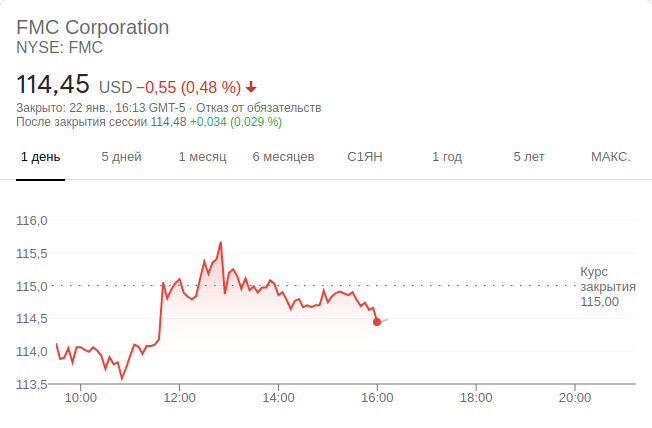 FMC Corporation
NYSE: FMC
114,45 USD −0,55 (0,48 %)
Закрыто: 22 янв., 16:13 GMT-5 · Отказ от обязательств
После закрытия сессии 114,48 +0,034 (0,029 %)
1 день 5 дней 1 месяц 6 месяцев С1ЯН 1 год 5 лет МАКС.
116,0
115,5
115,0
114,5
114,0
113,5
Курс
закрытия
115,00
10:00 12:00 14:00 16:00 18:00 20:00